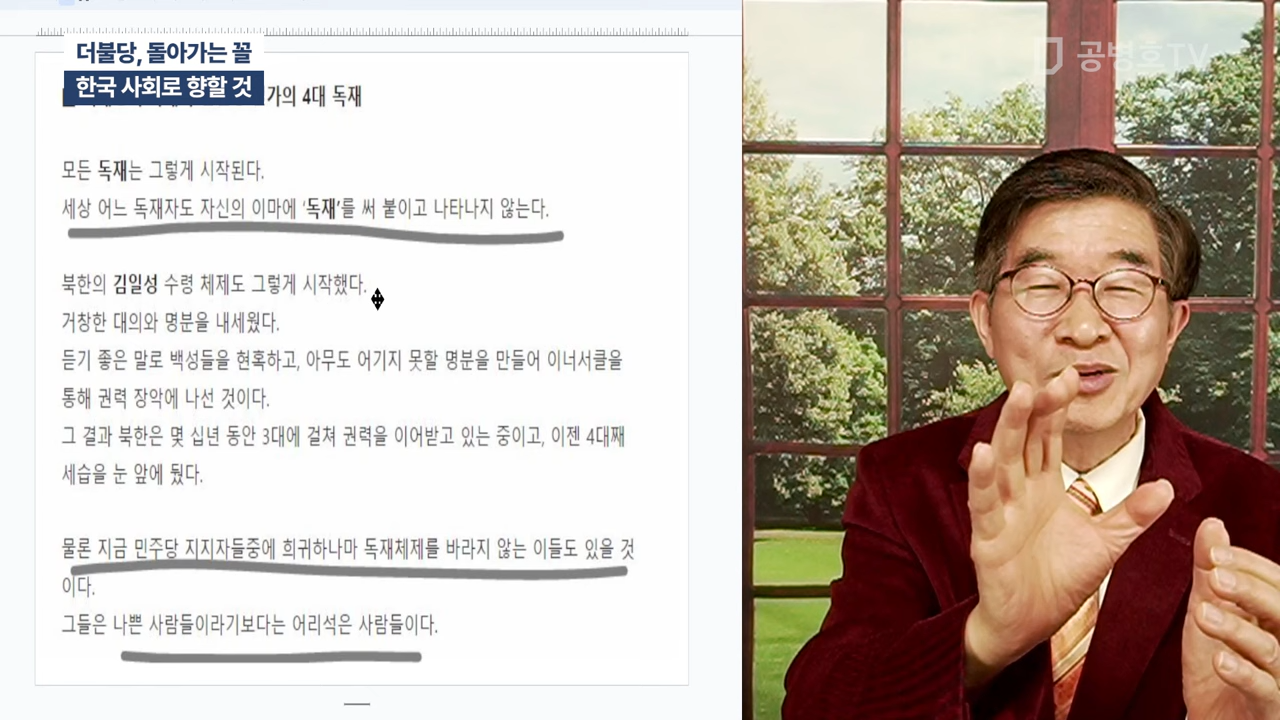 더불당, 돌아가는 꼴
한국 사회로 향할 것
공병호TV
가의 4대 독재
모든 독재는 그렇게 시작된다.
세상 어느 독재자도 자신의 이마에 ‘독재’를 써 붙이고 나타나지 않는다.
북한의 김일성 수령 체제도 그렇게 시작했다.
거창한 대의와 명분을 내세웠다.
듣기 좋은 말로 백성들을 현혹하고, 아무도 어기지 못할 명분을 만들어 이너서클을
통해 권력 장악에 나선 것이다.
그 결과 북한은 몇 십년 동안 3대에 걸쳐 권력을 이어받고 있는 중이고, 이젠 4대째
세습을 눈 앞에 뒀다.
물론 지금 민주당 지지자들중에 희귀하나마 독재체제를 바라지 않는 이들도 있을 것
이다.
그들은 나쁜 사람들이라기보다는 어리석은 사람들이다.